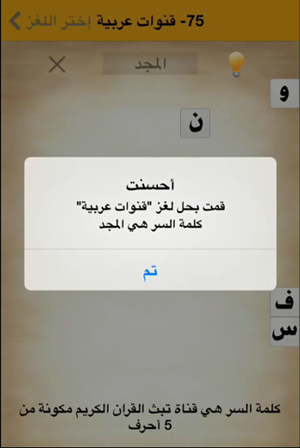 75- قنوات عربية إختر اللغز
المجد
و
ن
أحسنت
قمت بحل لغز "قنوات عربية"
كلمة السر هي المجد
تم
ف
س
كلمة السر هي قناة تبث القران الكريم مكونة من
5 أحرف